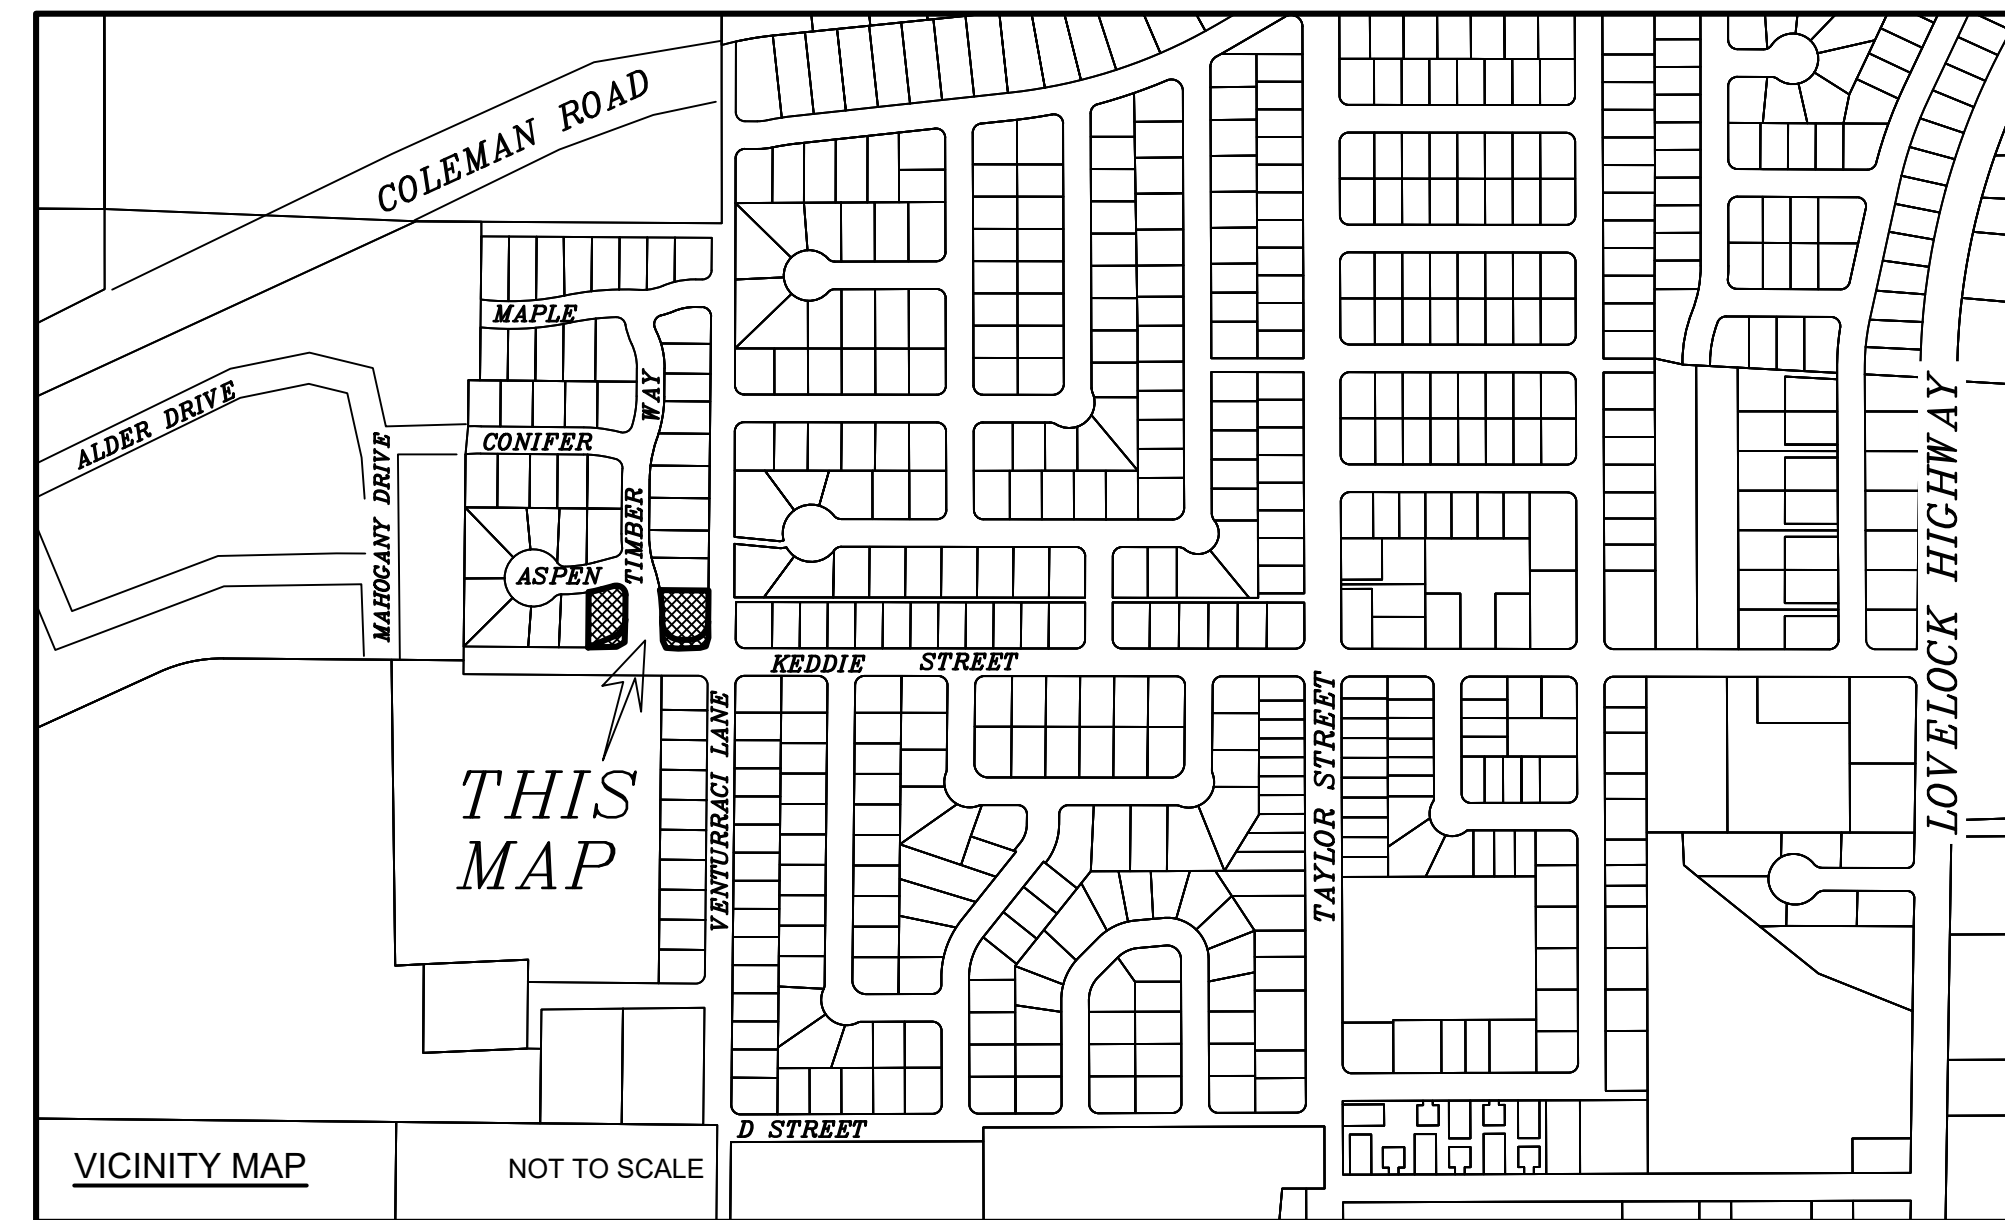 COLEMAN ROAD
MAPLE
WAY
ALDER DRIVE
CONIFER
MAHOGANY DRIVE
TIMBER
ASPEN
KEDDIE STREET
LOVELOCK HIGHWAY
VENTURRACI LANE
TAYLOR STREET
THIS
MAP
D STREET
VICINITY MAP
NOT TO SCALE